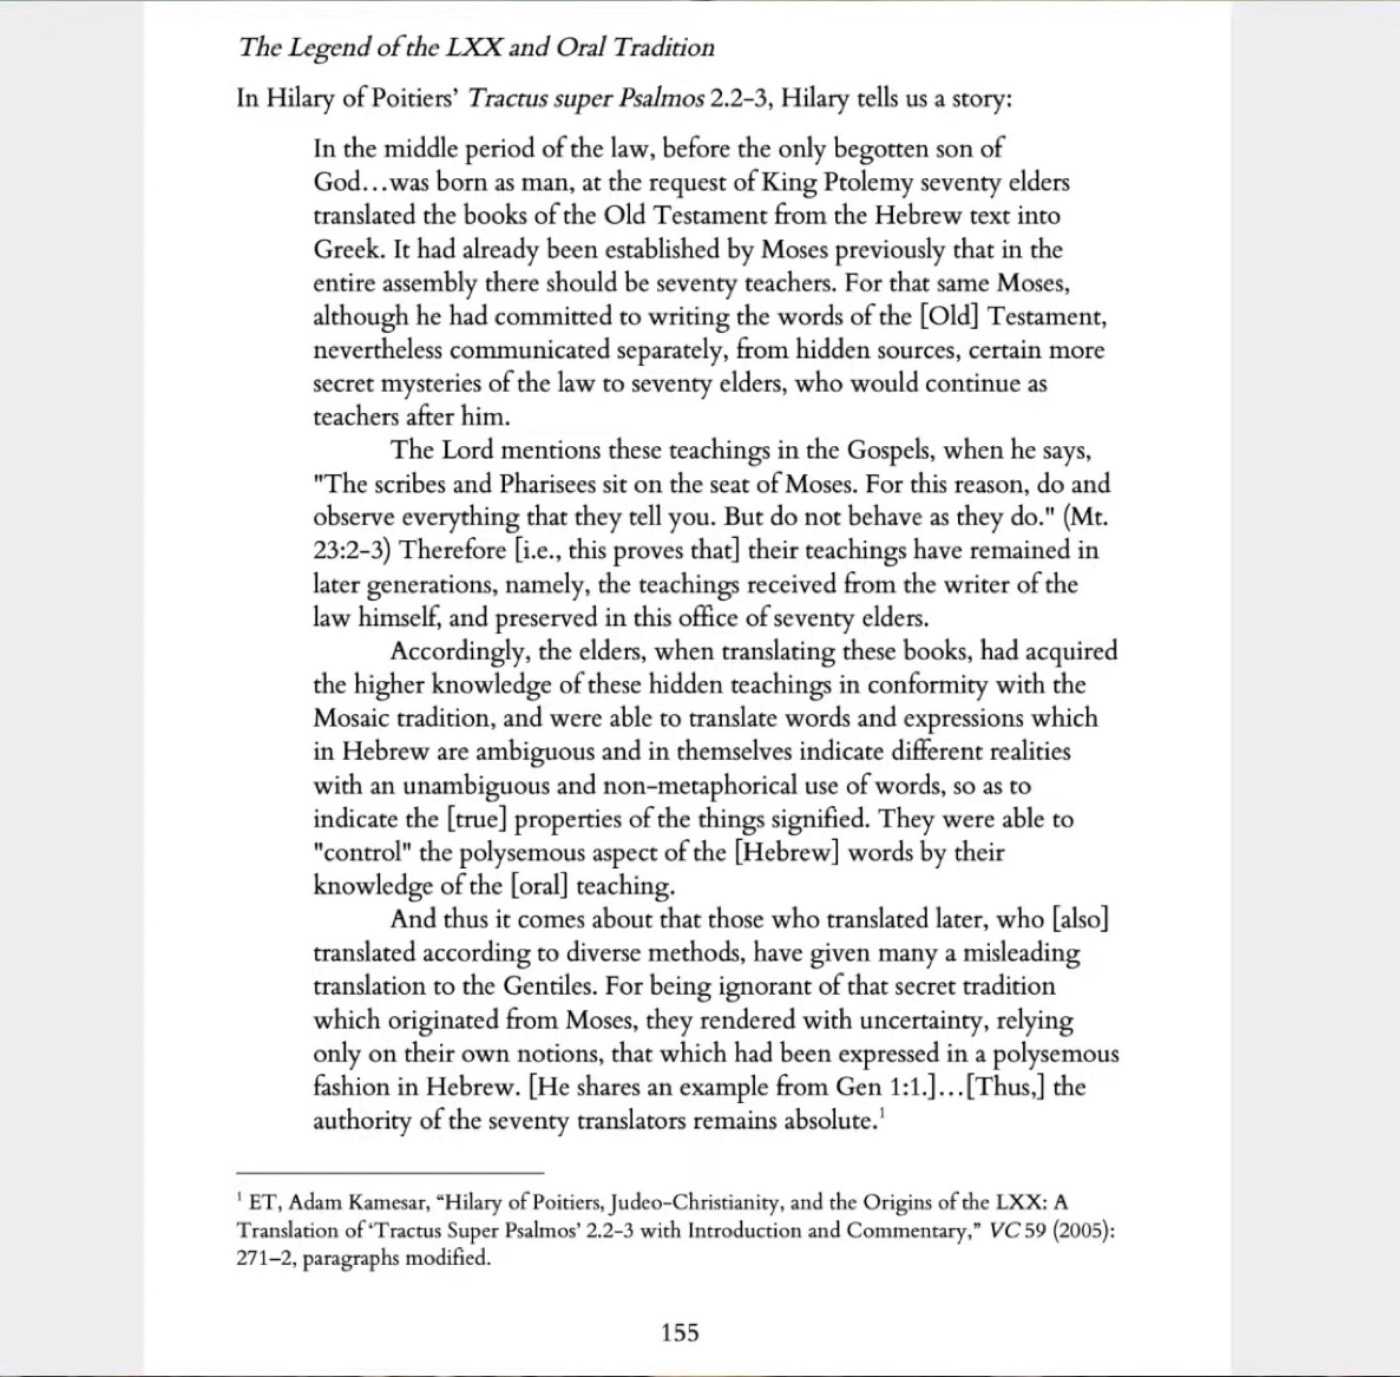 The Legend of the LXX and Oral Tradition
In Hilary of Poitiers’ Tractus super Psalmos 2.2–3, Hilary tells us a story:
In the middle period of the law, before the only begotten son of
God…was born as man, at the request of King Ptolemy seventy elders
translated the books of the Old Testament from the Hebrew text into
Greek. It had already been established by Moses previously that in the
entire assembly there should be seventy teachers. For that same Moses,
although he had committed to writing the words of the [Old] Testament,
nevertheless communicated separately, from hidden sources, certain more
secret mysteries of the law to seventy elders, who would continue as
teachers after him.
The Lord mentions these teachings in the Gospels, when he says,
"The scribes and Pharisees sit on the seat of Moses. For this reason, do and
observe everything that they tell you. But do not behave as they do." (Mt.
23:2–3) Therefore [i.e., this proves that] their teachings have remained in
later generations, namely, the teachings received from the writer of the
law himself, and preserved in this office of seventy elders.
Accordingly, the elders, when translating these books, had acquired
the higher knowledge of these hidden teachings in conformity with the
Mosaic tradition, and were able to translate words and expressions which
in Hebrew are ambiguous and in themselves indicate different realities
with an unambiguous and non-metaphorical use of words, so as to
indicate the [true] properties of the things signified. They were able to
"control" the polysemous aspect of the [Hebrew] words by their
knowledge of the [oral] teaching.
And thus it comes about that those who translated later, who [also]
translated according to diverse methods, have given many a misleading
translation to the Gentiles. For being ignorant of that secret tradition
which originated from Moses, they rendered with uncertainty, relying
only on their own notions, that which had been expressed in a polysemous
fashion in Hebrew. [He shares an example from Gen 1:1.]…[Thus,] the
authority of the seventy translators remains absolute.¹
¹ ET, Adam Kamesar, “Hilary of Poitiers, Judeo-Christianity, and the Origins of the LXX: A
Translation of ‘Tractus Super Psalmos’ 2.2–3 with Introduction and Commentary,” VC 59 (2005):
271–2, paragraphs modified.
155